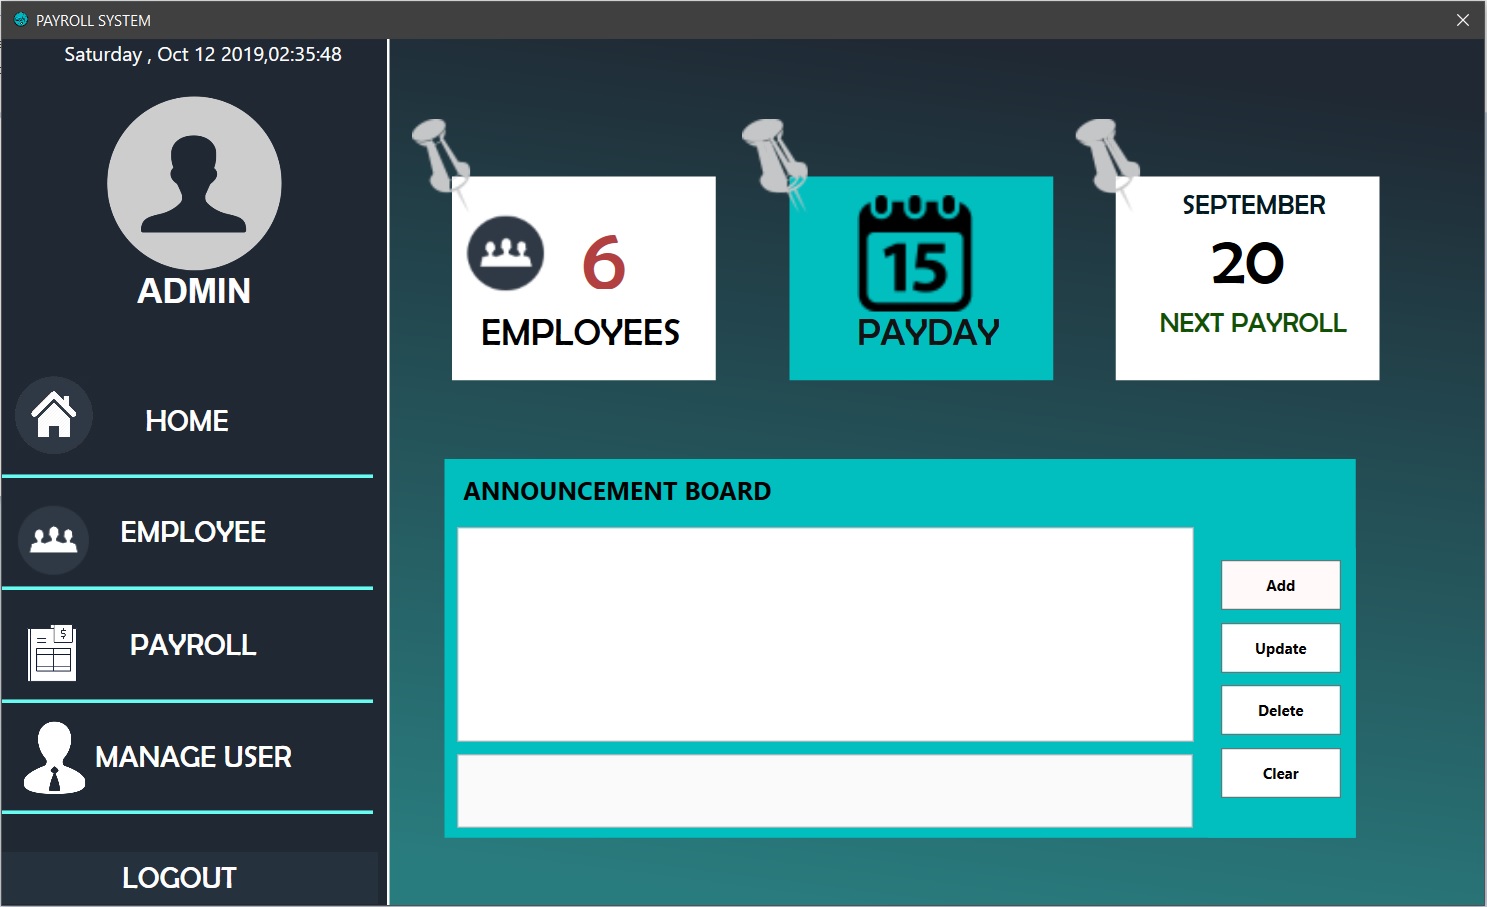 PAYROLL SYSTEM
Saturday , Oct 12 2019,02:35:48
ADMIN
HOME
EMPLOYEE
PAYROLL
MANAGE USER
LOGOUT
6
EMPLOYEES
15
PAYDAY
SEPTEMBER
20
NEXT PAYROLL
ANNOUNCEMENT BOARD
Add
Update
Delete
Clear